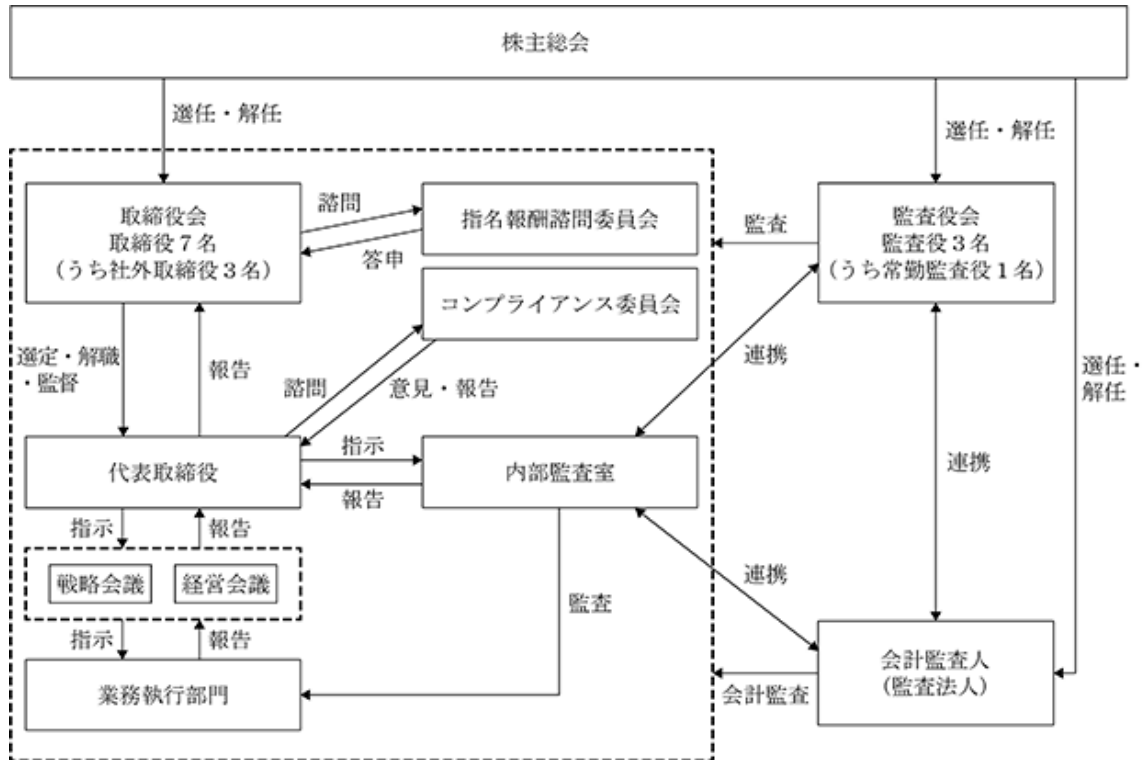 株主総会
選任・解任
選任・解任
取締役会
取締役7名
(うち社外取締役3名)
諮問
答申
指名報酬諮問委員会
監査
監査役会
監査役3名
(うち常勤監査役1名)
コンプライアンス委員会
選定・解職
・監督
報告
諮問
意見・報告
連携
選任・
解任
代表取締役
指示
報告
内部監査室
連携
指示
報告
戦略会議
経営会議
連携
監査
指示
報告
業務執行部門
会計監査
会計監査人
(監査法人)